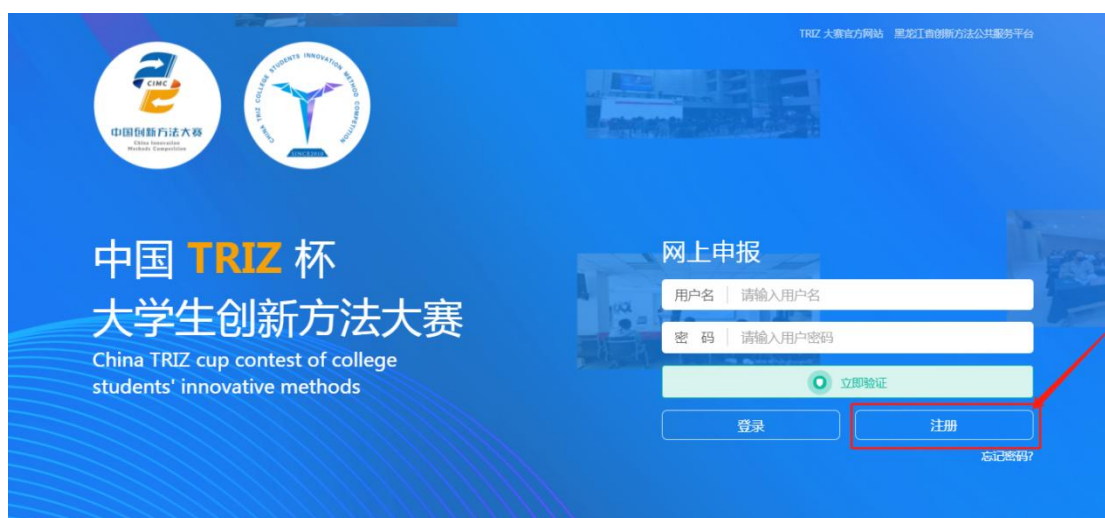 TRIZ 大赛官方网站 黑龙江省创新方法公共服务平台
CIMC
中国创新方法大赛
China Innovation
Methods Competition
CHINA TRIZ COLLEGE STUDENTS INNOVATION METHOD COMPETITION
中国 TRIZ 杯
大学生创新方法大赛
China TRIZ cup contest of college
students' innovative methods
网上申报
用户名 请输入用户名
密 码 请输入用户密码
立即验证
登录 注册
忘记密码?